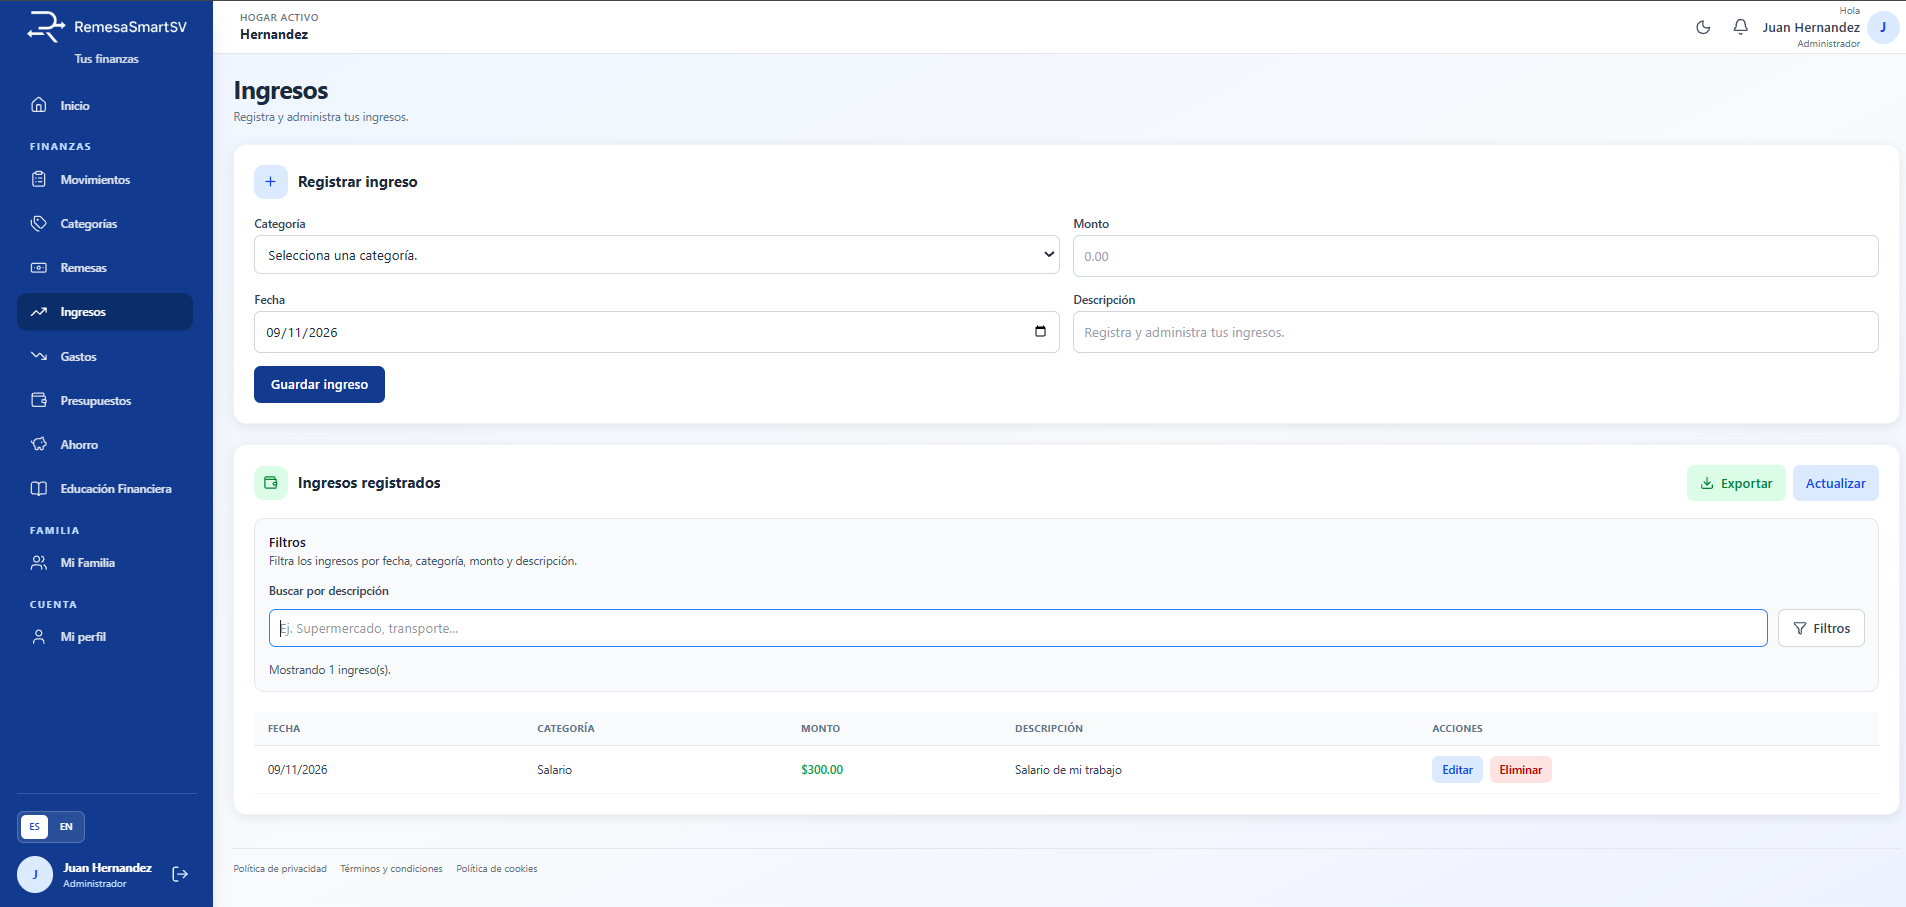 RemesaSmartSV
Tus finanzas
Inicio
FINANZAS
Movimientos
Categorías
Remesas
Ingresos
Gastos
Presupuestos
Ahorro
Educación Financiera
FAMILIA
Mi Familia
CUENTA
Mi perfil
ES EN
J
Juan Hernandez
Administrador
HOGAR ACTIVO
Hernandez
Hola
Juan Hernandez
Administrador
J
Ingresos
Registra y administra tus ingresos.
+ Registrar ingreso
Categoría Monto
Selecciona una categoría. 0.00
Fecha Descripción
09/11/2026 Registra y administra tus ingresos.
Guardar ingreso
Ingresos registrados Exportar Actualizar
Filtros
Filtra los ingresos por fecha, categoría, monto y descripción.
Buscar por descripción
Ej. Supermercado, transporte... Filtros
Mostrando 1 ingreso(s).
FECHA CATEGORÍA MONTO DESCRIPCIÓN ACCIONES
09/11/2026 Salario $300.00 Salario de mi trabajo Editar Eliminar
Política de privacidad Términos y condiciones Política de cookies